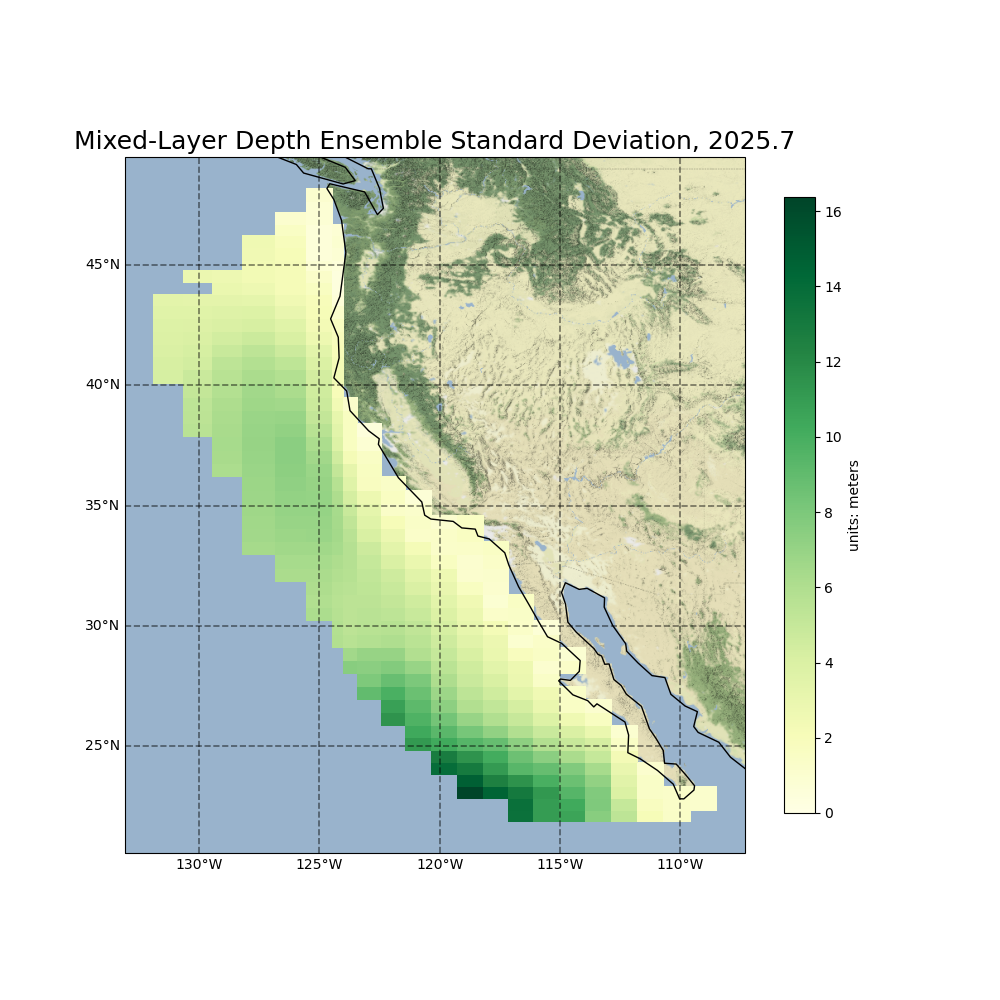 Mixed-Layer Depth Ensemble Standard Deviation, 2025.7
45°N
40°N
35°N
30°N
25°N
130°W
125°W
120°W
115°W
110°W
16
14
12
10
8
6
4
2
0
units: meters